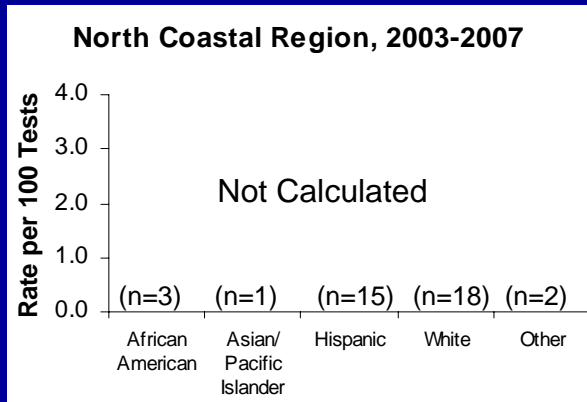 North Coastal Region, 2003-2007
Rate per 100 Tests
4.0
3.0
2.0
1.0
0.0
Not Calculated
(n=3) (n=1) (n=15) (n=18) (n=2)
African American
Asian/ Pacific Islander
Hispanic
White
Other